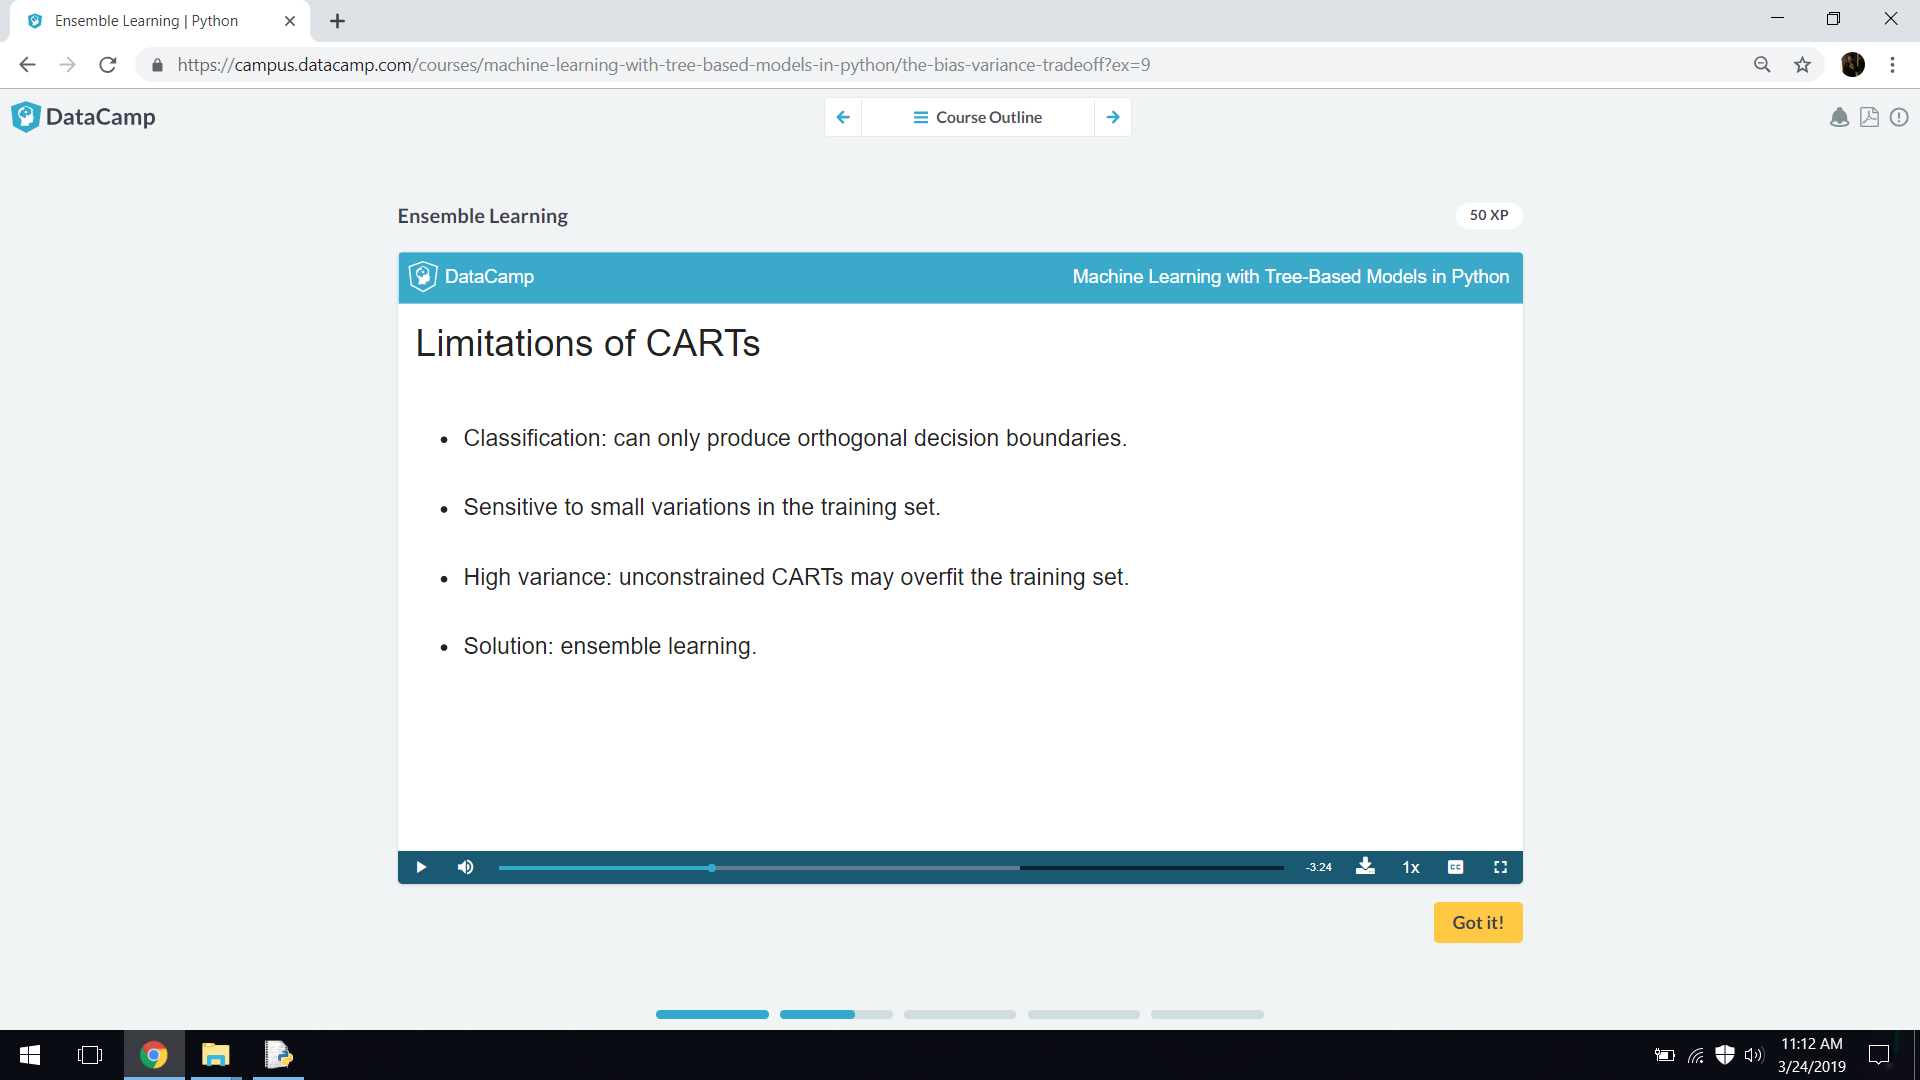 Ensemble Learning | Python
https://campus.datacamp.com/courses/machine-learning-with-tree-based-models-in-python/the-bias-variance-tradeoff?ex=9
DataCamp
Course Outline
Ensemble Learning
50 XP
DataCamp
Machine Learning with Tree-Based Models in Python
Limitations of CARTs
• Classification: can only produce orthogonal decision boundaries.
• Sensitive to small variations in the training set.
• High variance: unconstrained CARTs may overfit the training set.
• Solution: ensemble learning.
-3:24
1x
CC
Got it!
11:12 AM
3/24/2019